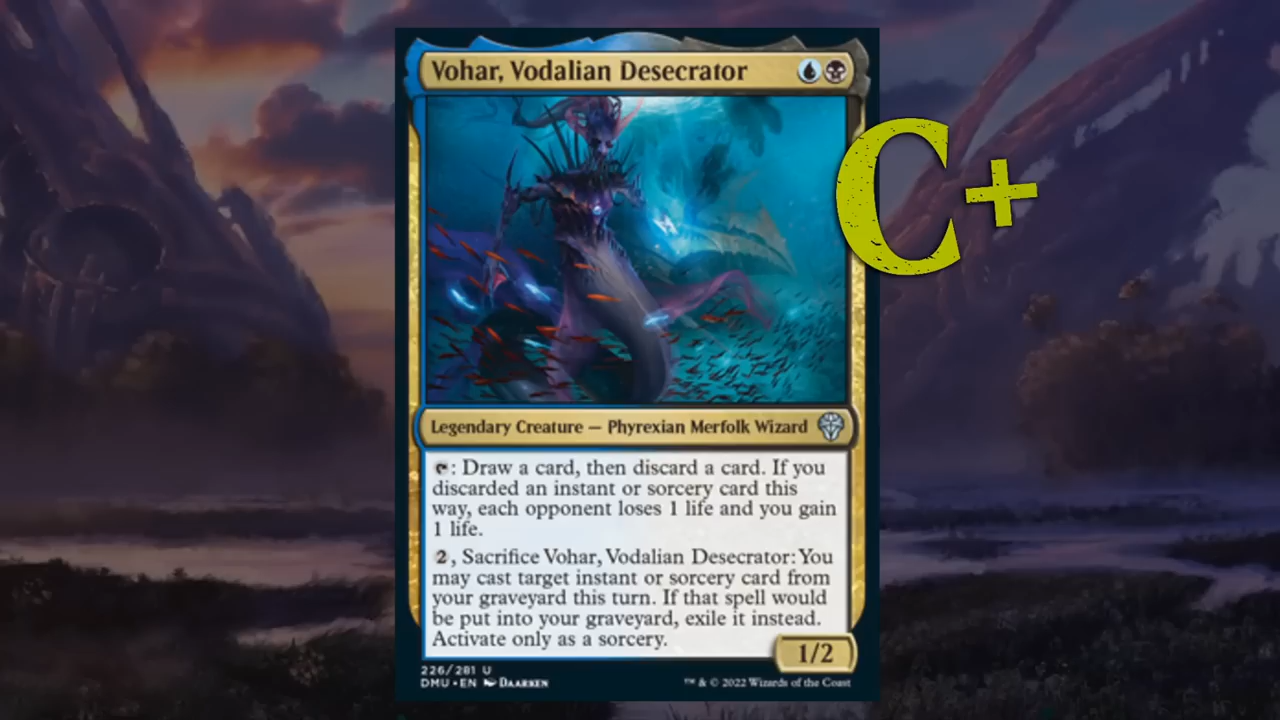 Vohar, Vodalian Desecrator
C+
Legendary Creature — Phyrexian Merfolk Wizard
: Draw a card, then discard a card. If you
discarded an instant or sorcery card this
way, each opponent loses 1 life and you gain
1 life.
2, Sacrifice Vohar, Vodalian Desecrator: You
may cast target instant or sorcery card from
your graveyard this turn. If that spell would
be put into your graveyard, exile it instead.
Activate only as a sorcery.
1/2
226/281 U
DMU • EN DAARKEN
™ & © 2022 Wizards of the Coast